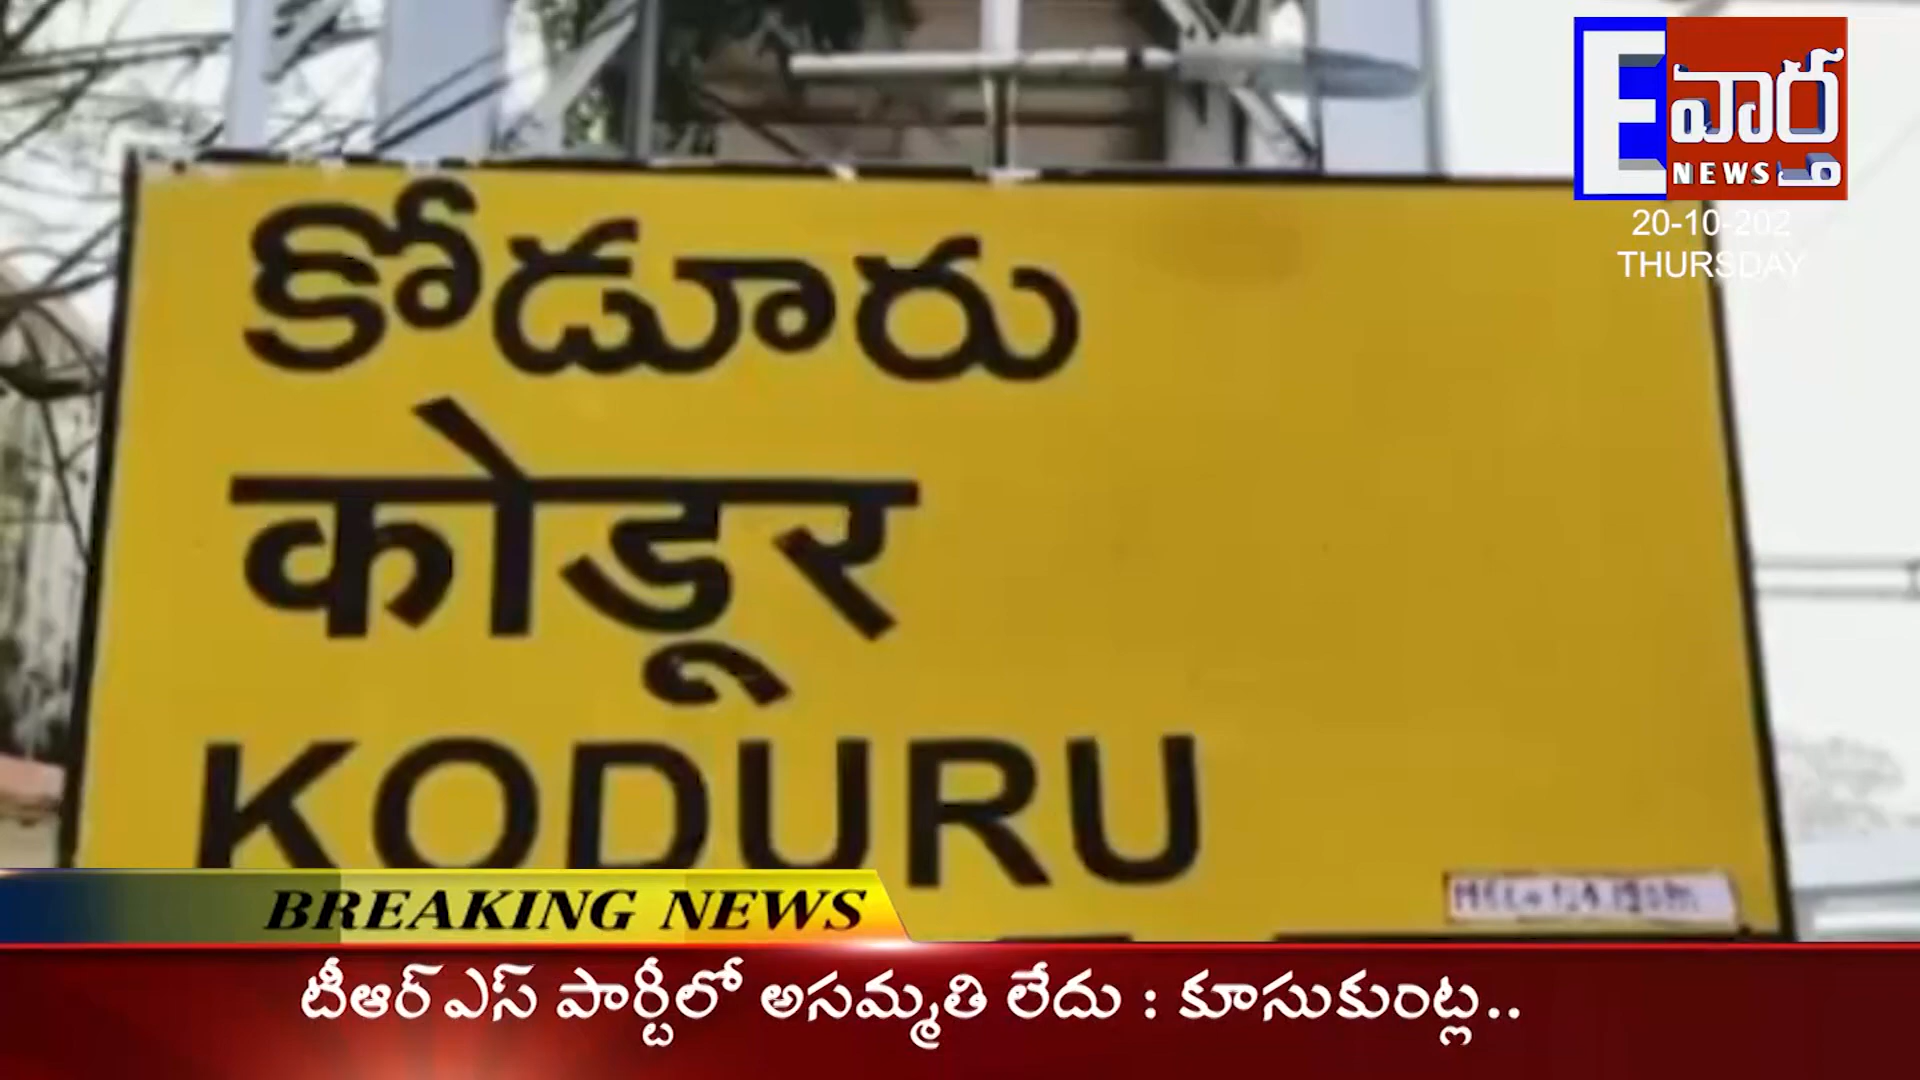 E వార్త
NEWS
20-10-202
THURSDAY
కోడూరు
कोडूर
KODURU
BREAKING NEWS
టీఆర్ఎస్ పార్టీలో అసమ్మతి లేదు : కూసుకుంట్ల..